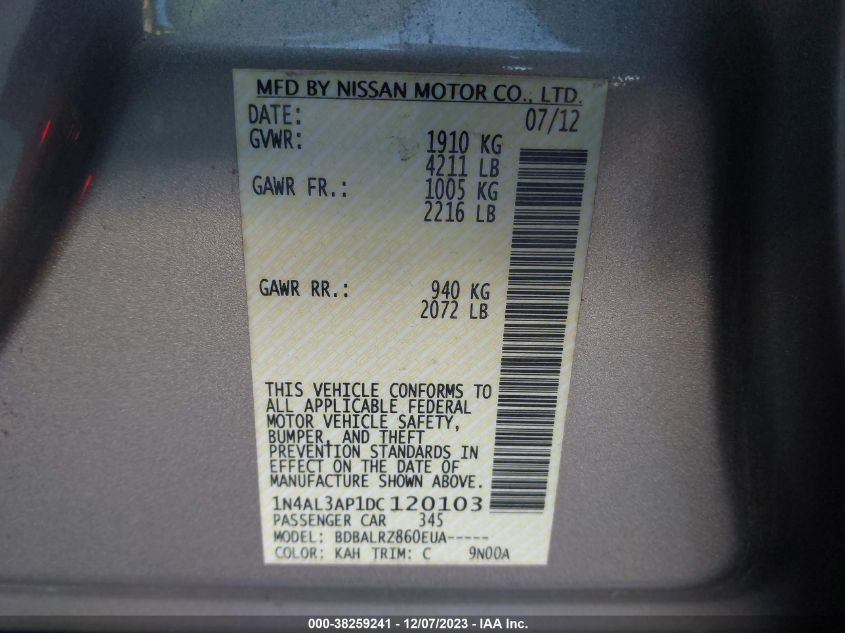 MFD BY NISSAN MOTOR CO., LTD.
DATE: 07/12
GVWR: 1910 KG
4211 LB
GAWR FR.: 1005 KG
2216 LB
GAWR RR.: 940 KG
2072 LB
THIS VEHICLE CONFORMS TO
ALL APPLICABLE FEDERAL
MOTOR VEHICLE SAFETY,
BUMPER, AND THEFT
PREVENTION STANDARDS IN
EFFECT ON THE DATE OF
MANUFACTURE SHOWN ABOVE.
1N4AL3AP1DC120103
PASSENGER CAR 345
MODEL: BDBALRZ860EUA-----
COLOR: KAH TRIM: C 9N00A
000-38259241 - 12/07/2023 - IAA Inc.